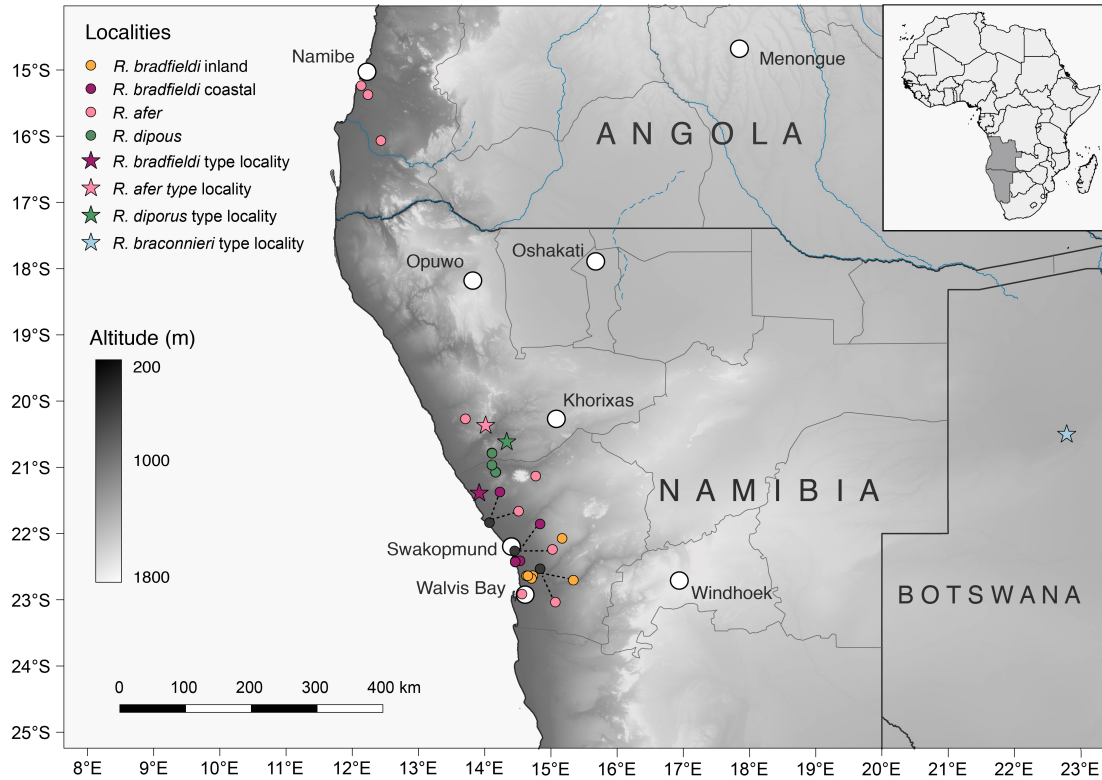 Localities
R. bradfieldi inland
R. bradfieldi coastal
R. afer
R. dipous
R. bradfieldi type locality
R. afer type locality
R. diporus type locality
R. braconnieri type locality
Altitude (m)
200
1000
1800
0 100 200 300 400 km
Namibe
Menongue
ANGOLA
Oshakati
Opuwo
Khorixas
NAMIBIA
Swakopmund
Walvis Bay
Windhoek
BOTSWANA
15°S
16°S
17°S
18°S
19°S
20°S
21°S
22°S
23°S
24°S
25°S
8°E 9°E 10°E 11°E 12°E 13°E 14°E 15°E 16°E 17°E 18°E 19°E 20°E 21°E 22°E 23°E